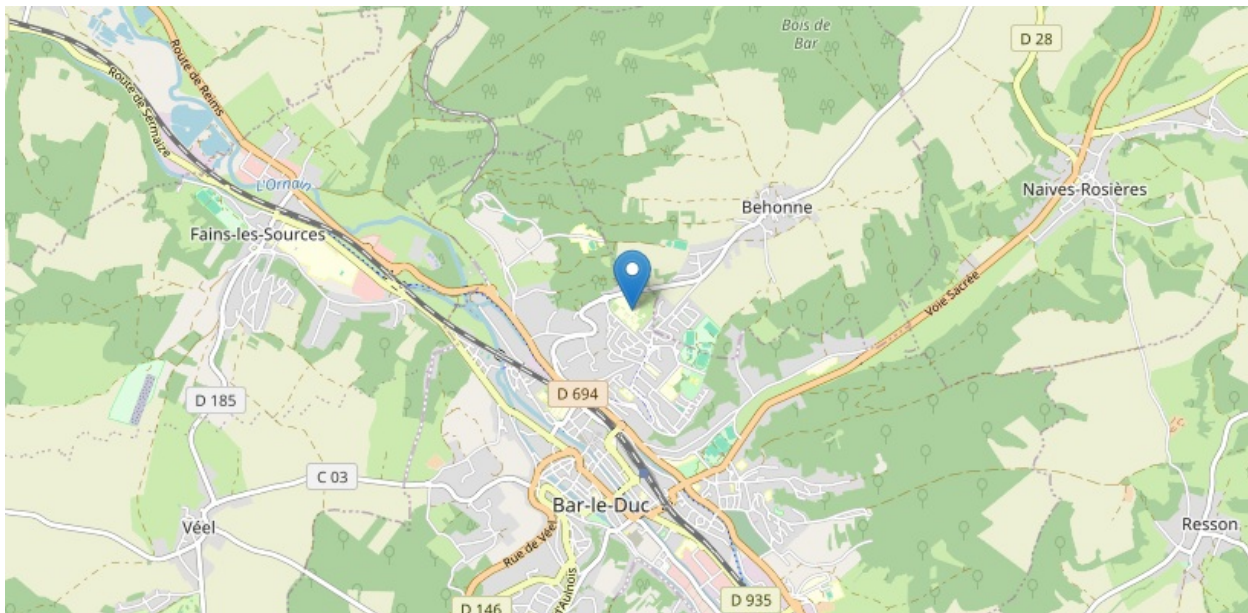 Bois de
Bar
D 28
Route de Reims
Route de Sermaize
L'Ornain
Naives-Rosières
Behonne
Fains-les-Sources
Voie Sacrée
D 694
D 185
C 03
Bar-le-Duc
Véel
Rue de Véel
Resson
d'Aulnois
D 146
D 935